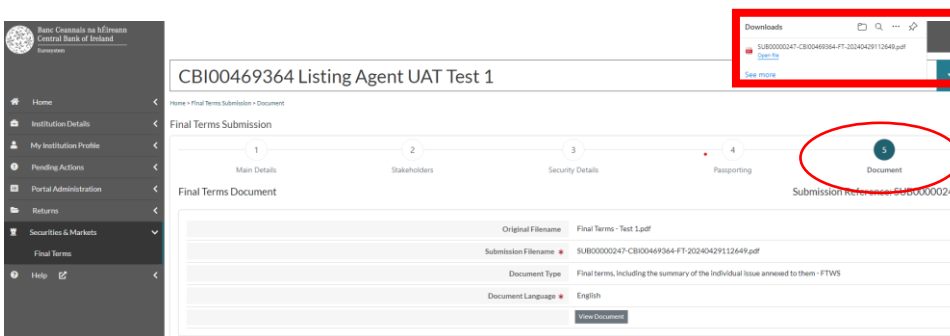 Banc Ceannais na hÉireann
Central Bank of Ireland
Eurosystem
Downloads
SUB00000247-CBI00469364-FT-20240429112649.pdf
Open file
See more
CBI00469364 Listing Agent UAT Test 1
Home
Institution Details
My Institution Profile
Pending Actions
Portal Administration
Returns
Securities & Markets
Final Terms
Help
Home > Final Terms Submission > Document
Final Terms Submission
1
2
3
4
5
Main Details
Stakeholders
Security Details
Passporting
Document
Final Terms Document
Submission Reference: SUB0000024
Original Filename Final Terms - Test 1.pdf
Submission Filename * SUB00000247-CBI00469364-FT-20240429112649.pdf
Document Type Final terms, including the summary of the individual issue annexed to them - FTWS
Document Language * English
View Document